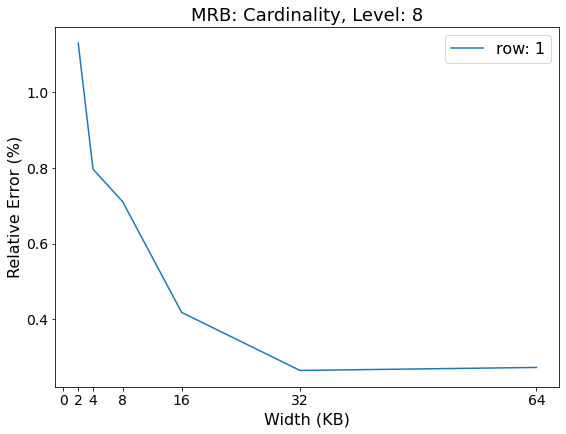 MRB: Cardinality, Level: 8
row: 1
Relative Error (%)
1.0
0.8
0.6
0.4
0 2 4 8 16 32 64
Width (KB)